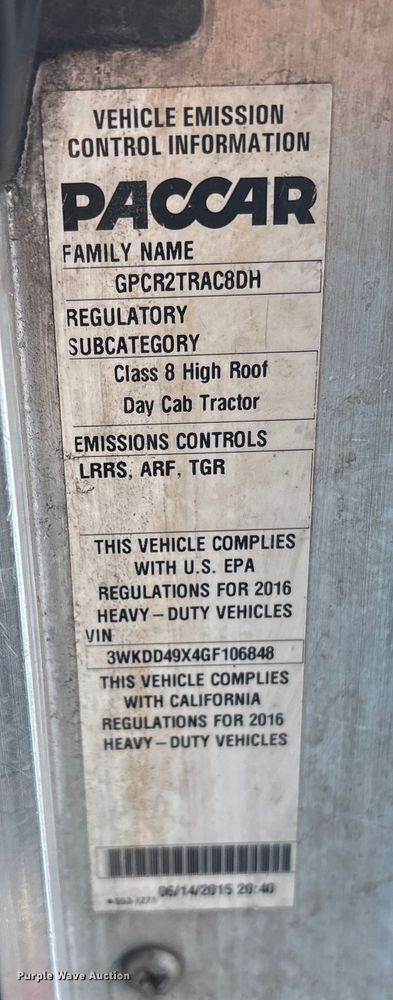 VEHICLE EMISSION
CONTROL INFORMATION
PACCAR
FAMILY NAME
GPCR2TRAC8DH
REGULATORY
SUBCATEGORY
Class 8 High Roof
Day Cab Tractor
EMISSIONS CONTROLS
LRRS, ARF, TGR
THIS VEHICLE COMPLIES
WITH U.S. EPA
REGULATIONS FOR 2016
HEAVY – DUTY VEHICLES
VIN
3WKDD49X4GF106848
THIS VEHICLE COMPLIES
WITH CALIFORNIA
REGULATIONS FOR 2016
HEAVY – DUTY VEHICLES
06/14/2015 20:40
Purple Wave Auction